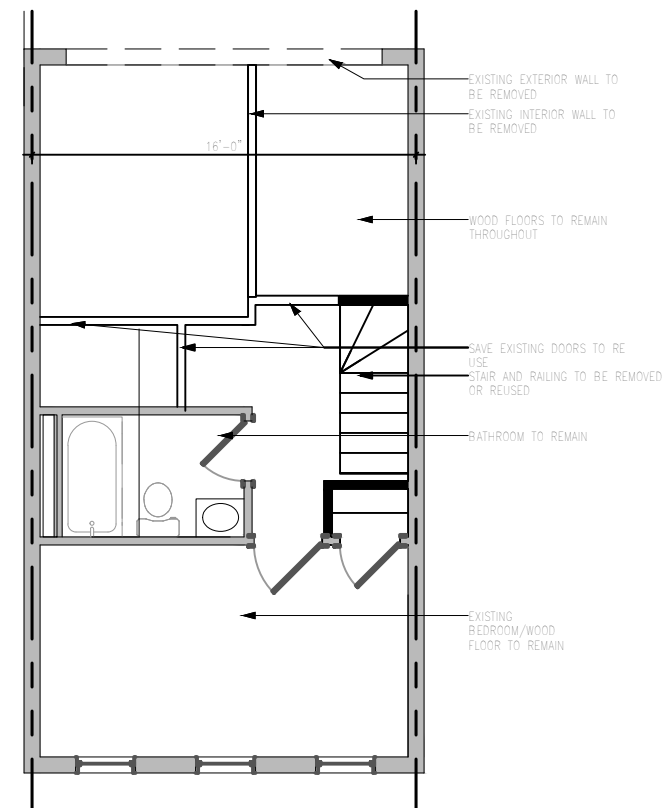 EXISTING EXTERIOR WALL TO
BE REMOVED
EXISTING INTERIOR WALL TO
BE REMOVED
16'-0"
WOOD FLOORS TO REMAIN
THROUGHOUT
SAVE EXISTING DOORS TO RE
USE
STAIR AND RAILING TO BE REMOVED
OR REUSED
BATHROOM TO REMAIN
EXISTING
BEDROOM/WOOD
FLOOR TO REMAIN